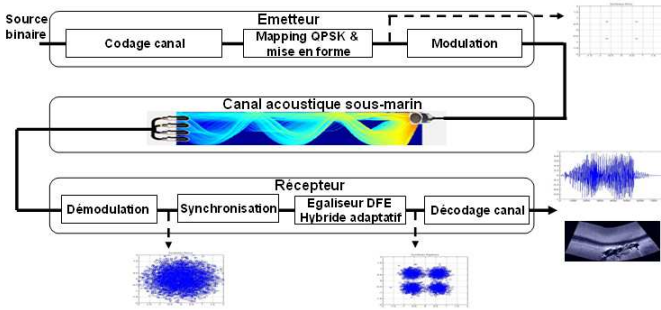 Source
binaire
Emetteur
Codage canal
Mapping QPSK &
mise en forme
Modulation
Canal acoustique sous-marin
Récepteur
Démodulation
Synchronisation
Egaliseur DFE
Hybride adaptatif
Décodage canal